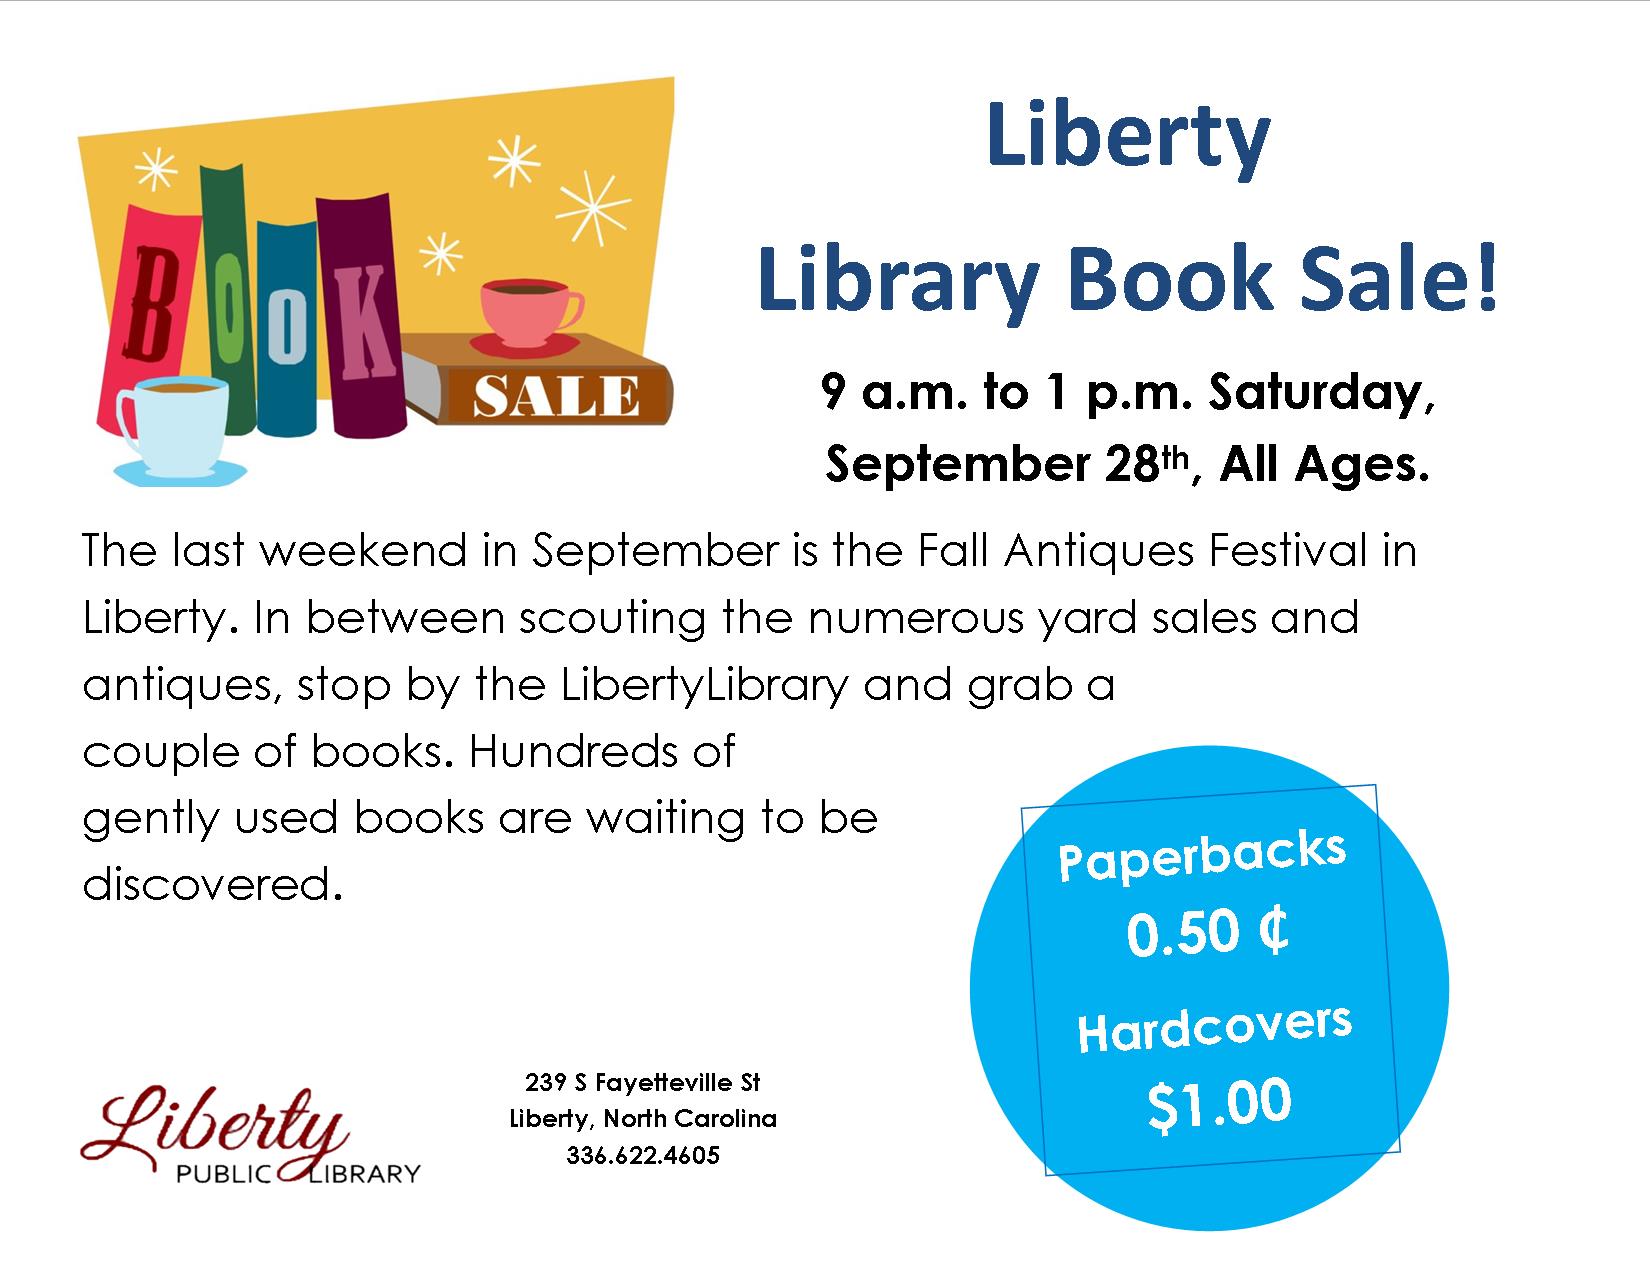 BOOK
SALE
Liberty
Library Book Sale!
9 a.m. to 1 p.m. Saturday,
September 28th, All Ages.
The last weekend in September is the Fall Antiques Festival in
Liberty. In between scouting the numerous yard sales and
antiques, stop by the LibertyLibrary and grab a
couple of books. Hundreds of
gently used books are waiting to be
discovered.
Paperbacks
0.50 ¢
Hardcovers
$1.00
Liberty
PUBLIC LIBRARY
239 S Fayetteville St
Liberty, North Carolina
336.622.4605